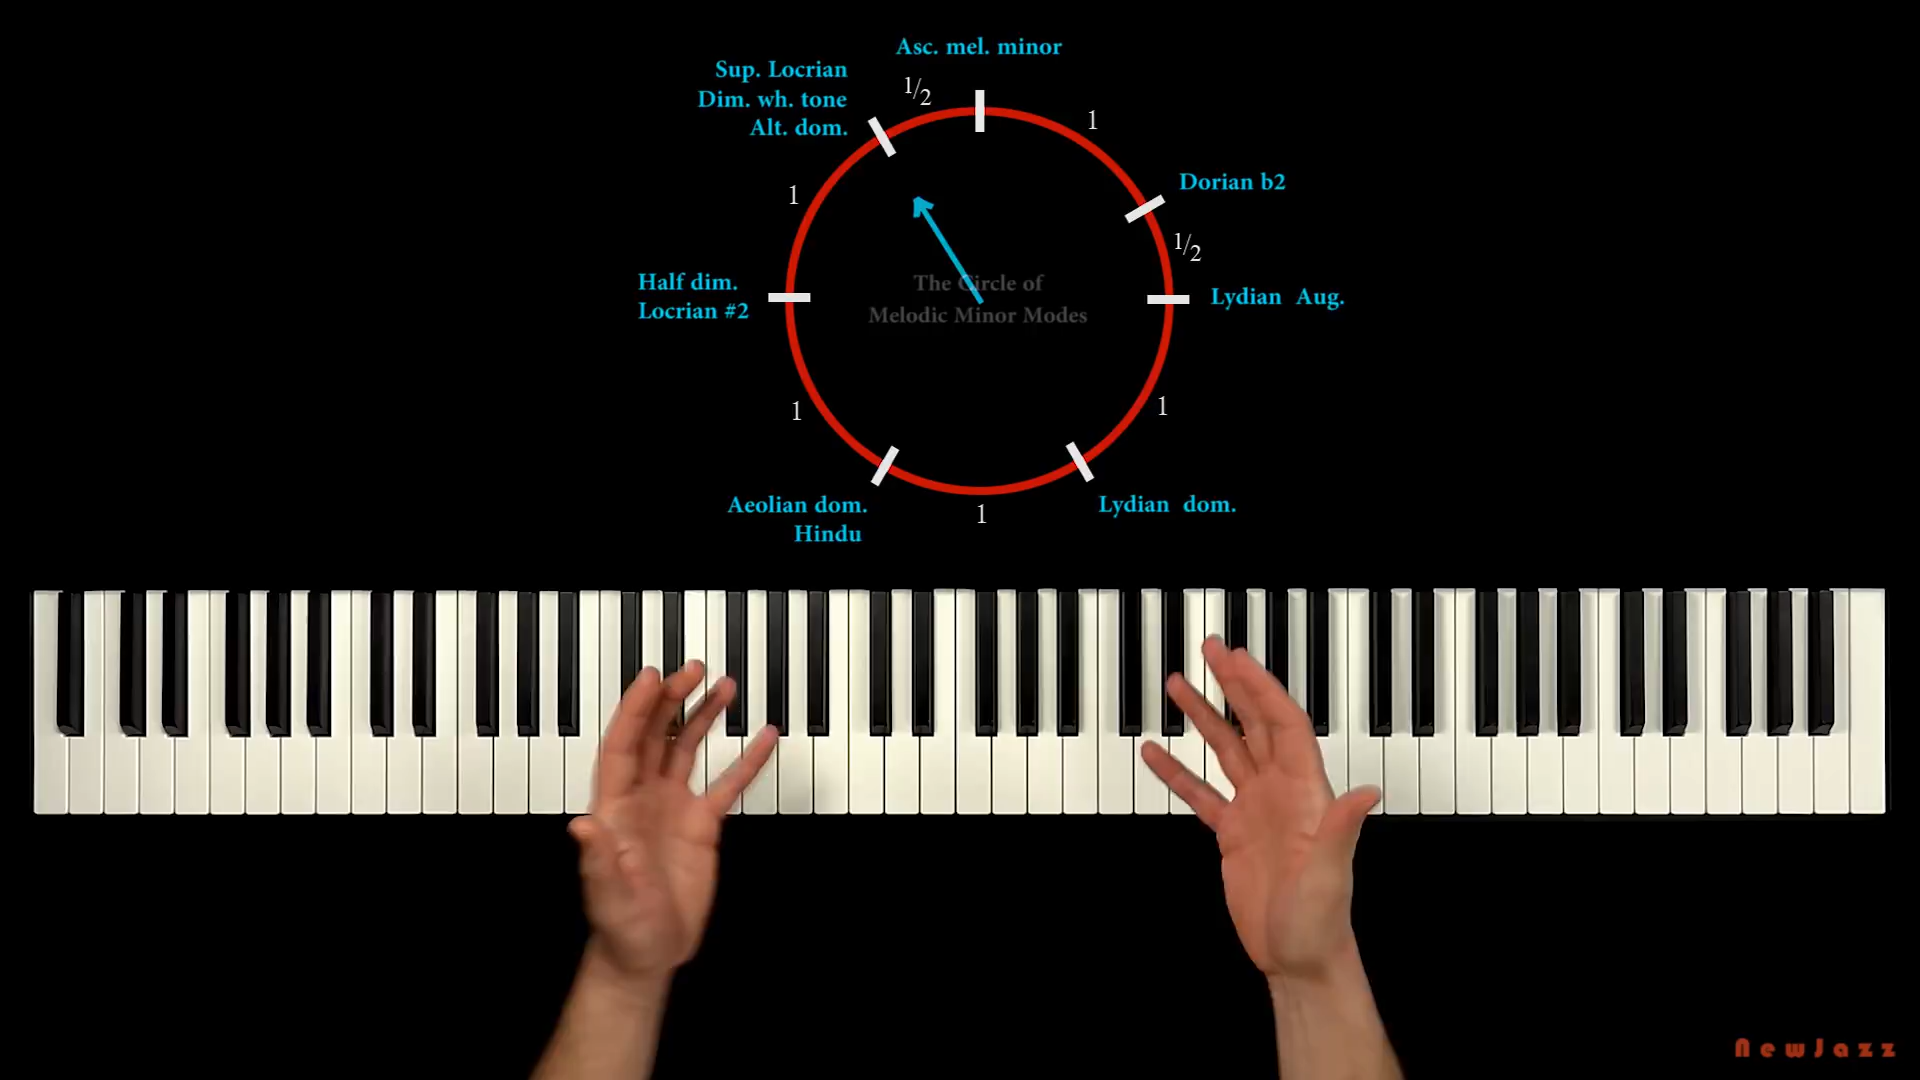 Asc. mel. minor
Sup. Locrian
Dim. wh. tone
Alt. dom.
1/2
1
1
Dorian b2
1/2
Half dim.
Locrian #2
The Circle of
Melodic Minor Modes
Lydian Aug.
1
1
Aeolian dom.
Hindu
1
Lydian dom.
NewJazz